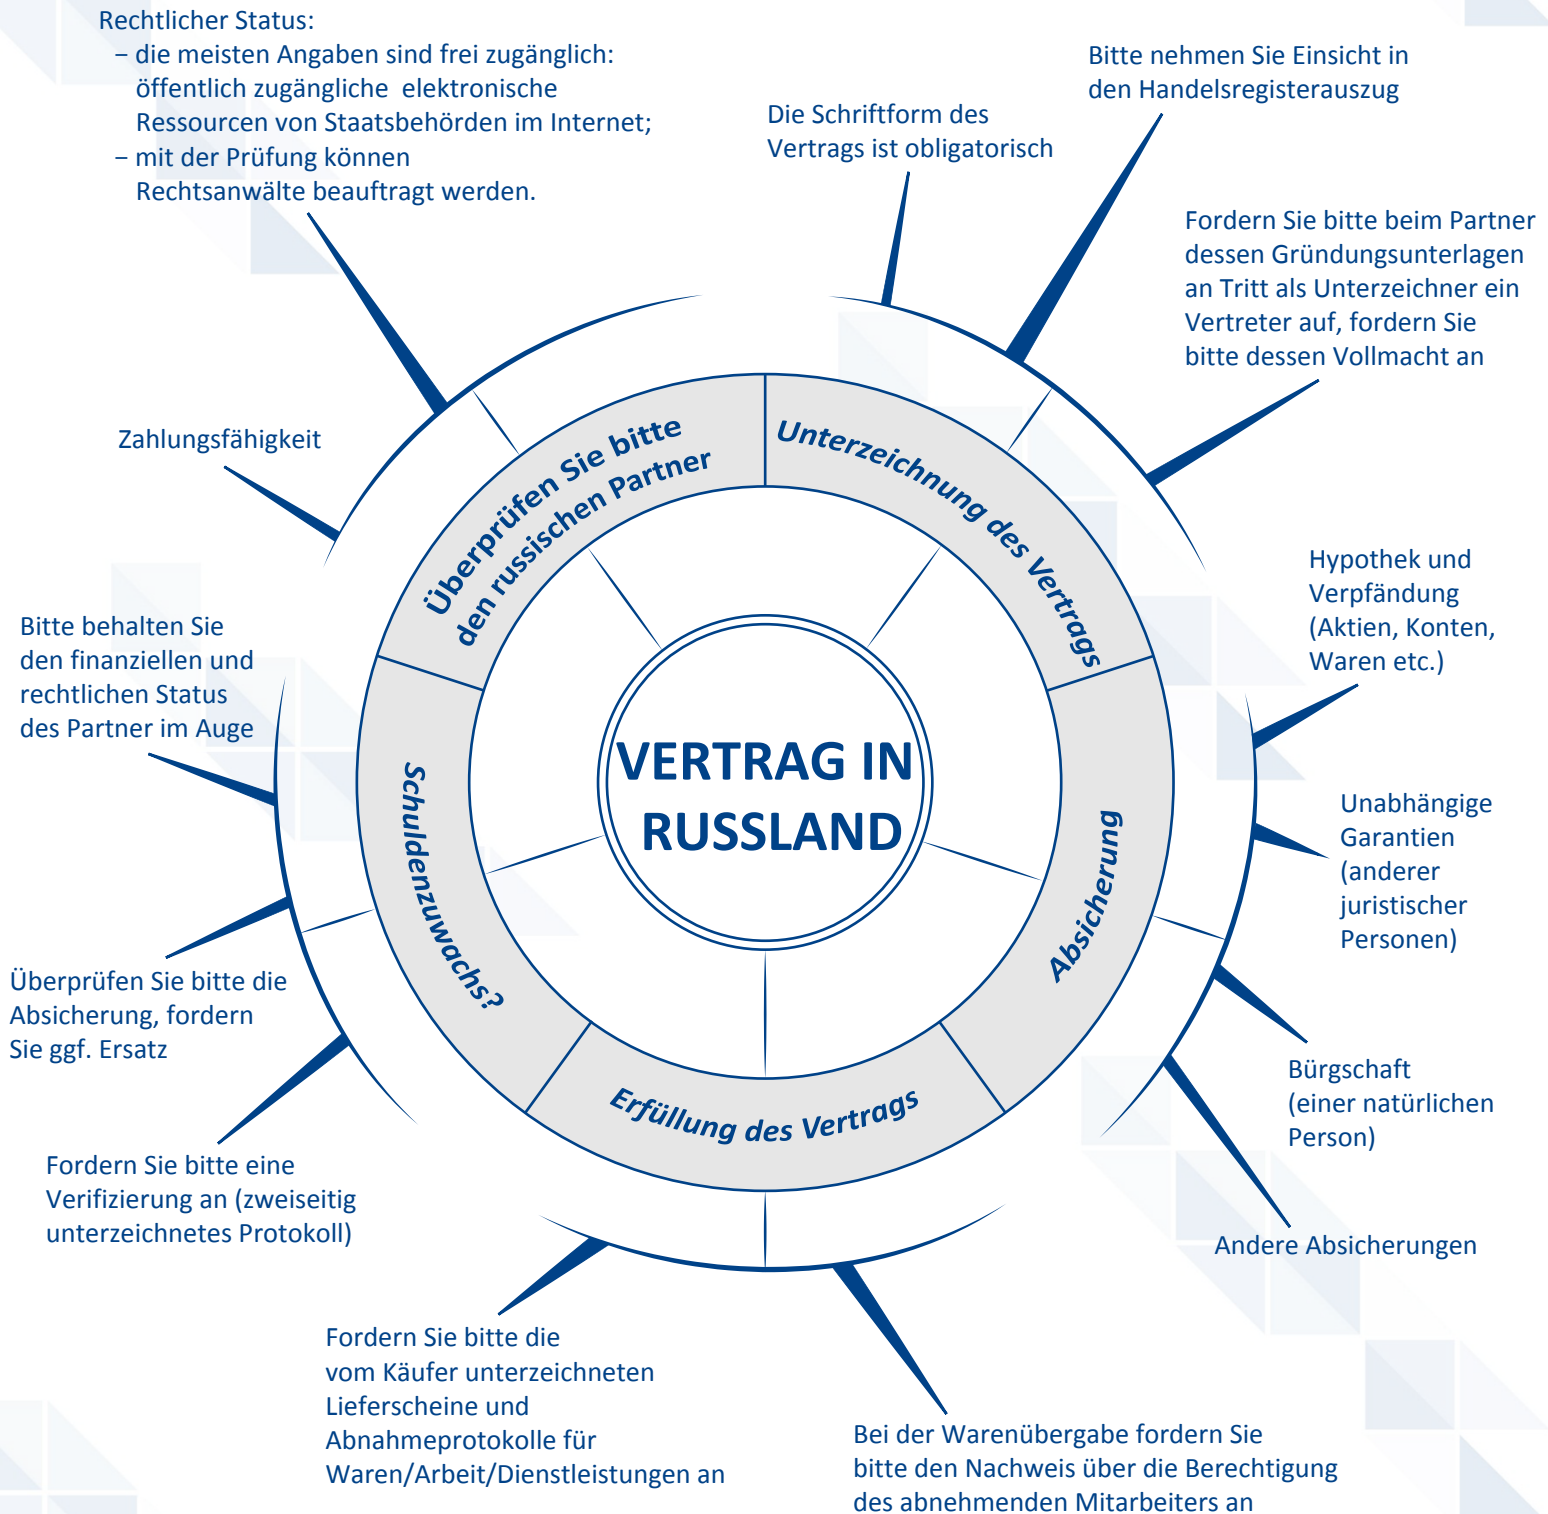 Rechtlicher Status:
– die meisten Angaben sind frei zugänglich:
öffentlich zugängliche elektronische
Ressourcen von Staatsbehörden im Internet;
– mit der Prüfung können
Rechtsanwälte beauftragt werden.
Die Schriftform des
Vertrags ist obligatorisch
Bitte nehmen Sie Einsicht in
den Handelsregisterauszug
Fordern Sie bitte beim Partner
dessen Gründungsunterlagen
an Tritt als Unterzeichner ein
Vertreter auf, fordern Sie
bitte dessen Vollmacht an
Zahlungsfähigkeit
Überprüfen Sie bitte
den russischen Partner
Unterzeichnung des Vertrags
Hypothek und
Verpfändung
(Aktien, Konten,
Waren etc.)
Bitte behalten Sie
den finanziellen und
rechtlichen Status
des Partner im Auge
VERTRAG IN
RUSSLAND
Schuldenzuwachs?
Absicherung
Unabhängige
Garantien
(anderer
juristischer
Personen)
Überprüfen Sie bitte die
Absicherung, fordern
Sie ggf. Ersatz
Erfüllung des Vertrags
Bürgschaft
(einer natürlichen
Person)
Fordern Sie bitte eine
Verifizierung an (zweiseitig
unterzeichnetes Protokoll)
Andere Absicherungen
Fordern Sie bitte die
vom Käufer unterzeichneten
Lieferscheine und
Abnahmeprotokolle für
Waren/Arbeit/Dienstleistungen an
Bei der Warenübergabe fordern Sie
bitte den Nachweis über die Berechtigung
des abnehmenden Mitarbeiters an